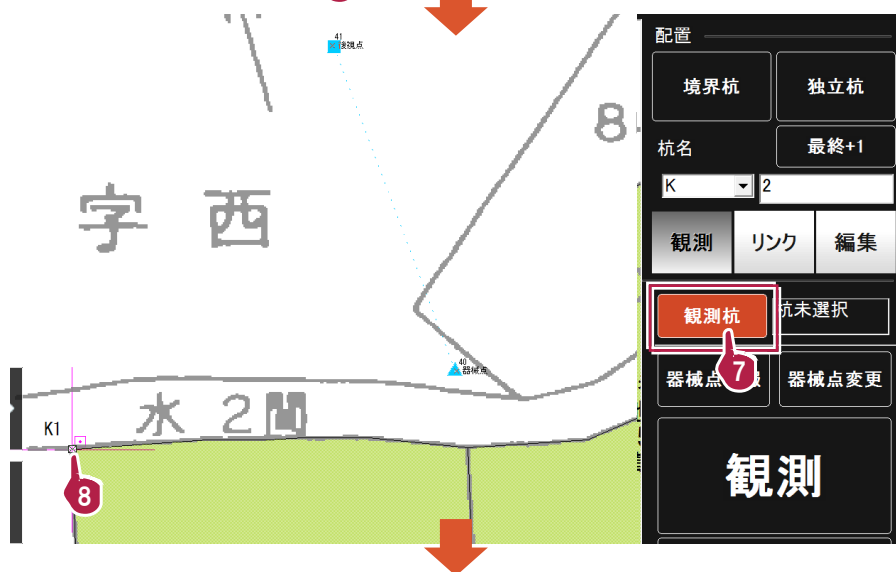 41
後視点
字 西
8
40
器械点
水 2間
K1
8
配置
境界杭
独立杭
杭名
最終+1
K
2
観測
リンク
編集
観測杭
杭未選択
7
器械点
器械点変更
観測